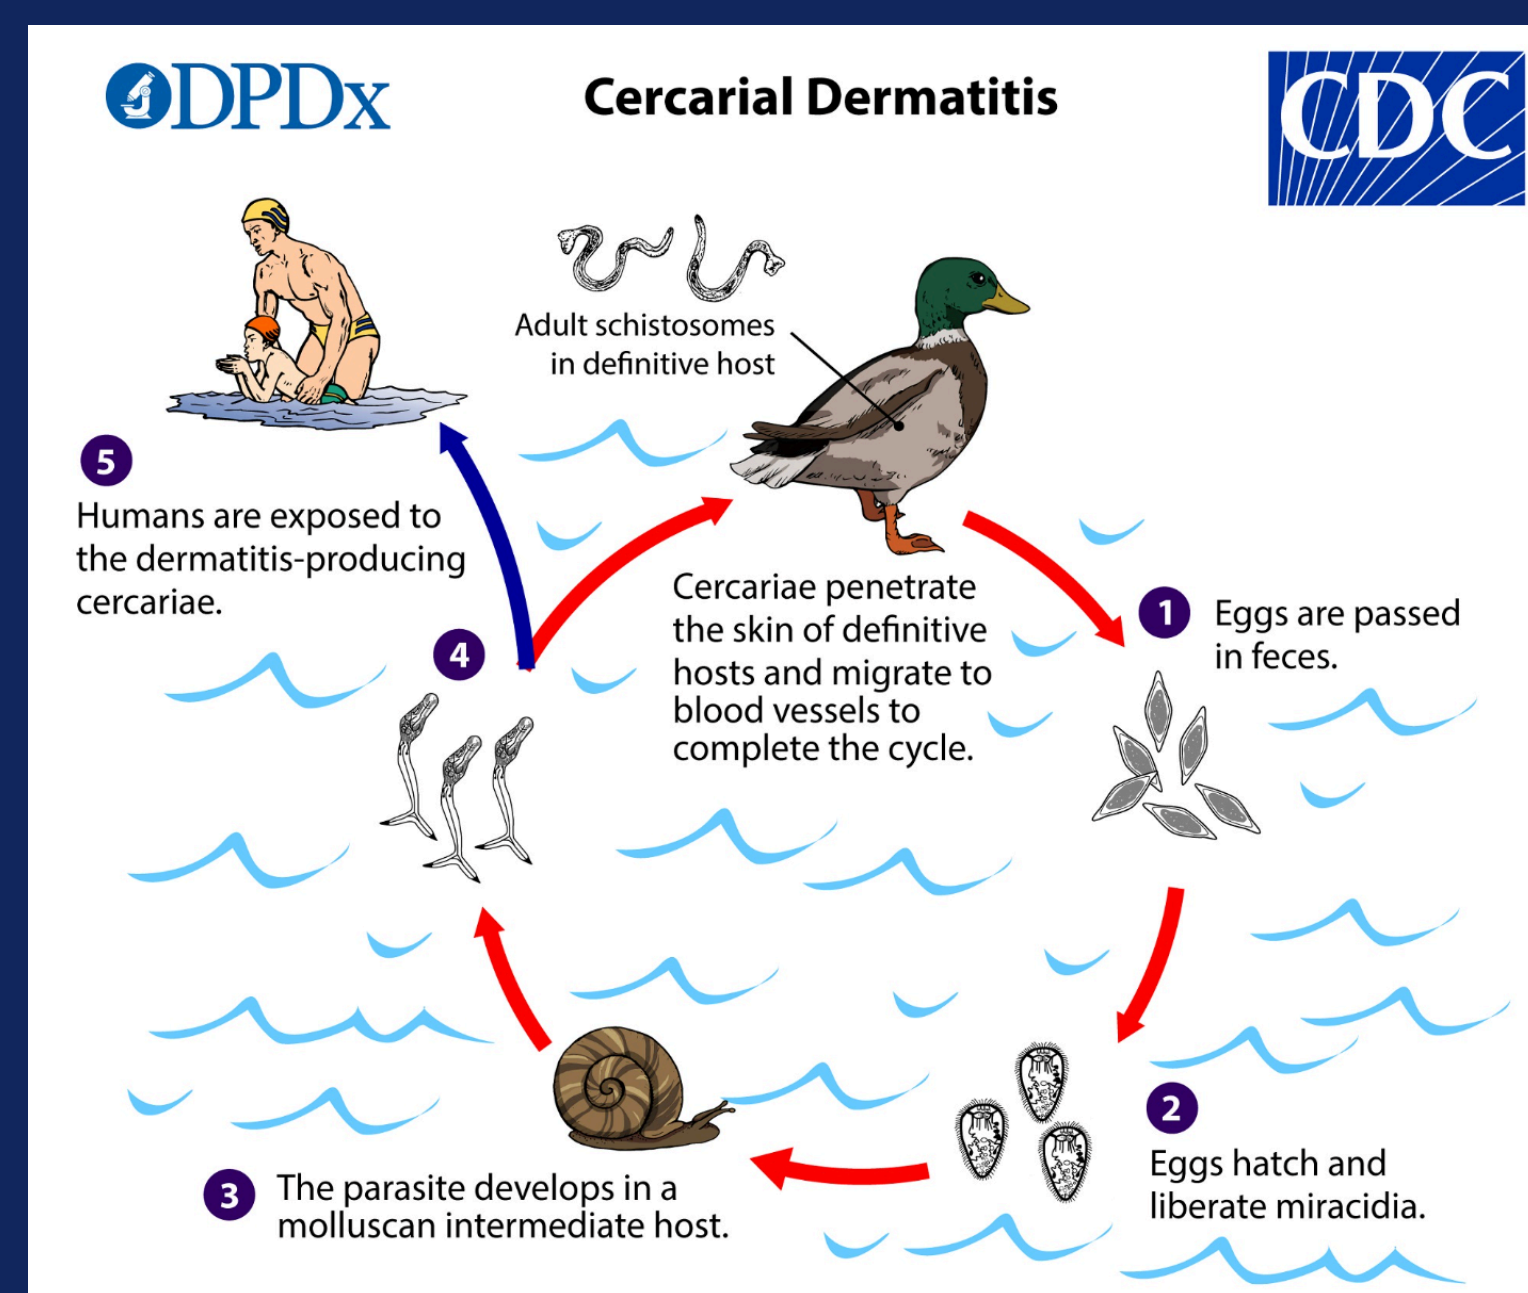 DPDx
Cercarial Dermatitis
CDC
Adult schistosomes
in definitive host
5
Humans are exposed to
the dermatitis-producing
cercariae.
4
Cercariae penetrate
the skin of definitive
hosts and migrate to
blood vessels to
complete the cycle.
1
Eggs are passed
in feces.
2
Eggs hatch and
liberate miracidia.
3
The parasite develops in a
molluscan intermediate host.